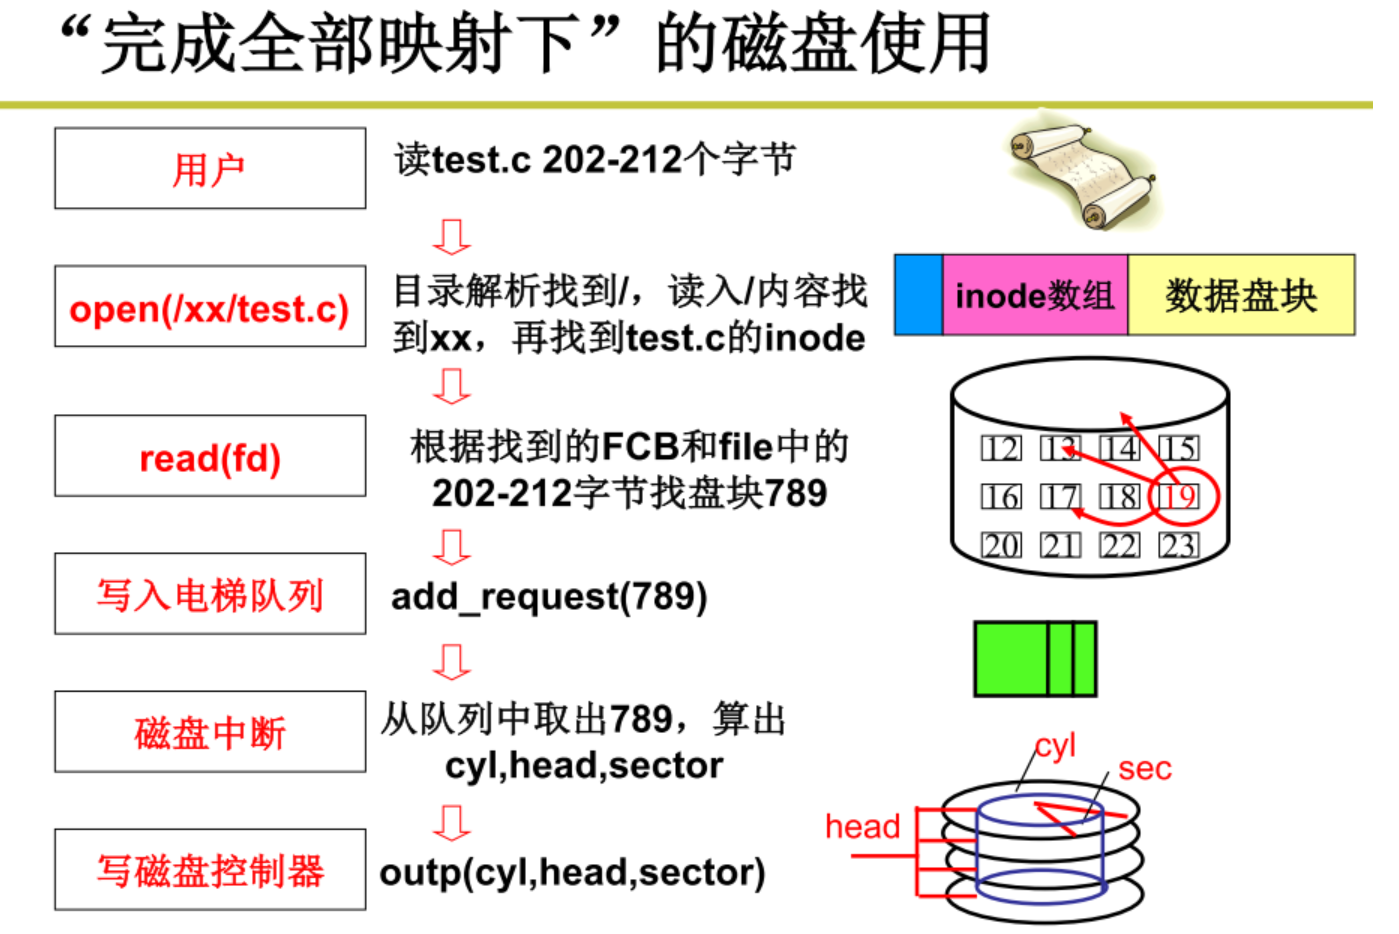 “完成全部映射下”的磁盘使用
用户
读test.c 202-212个字节
open(/xx/test.c)
目录解析找到/，读入/内容找
到xx，再找到test.c的inode
inode数组
数据盘块
read(fd)
根据找到的FCB和file中的
202-212字节找盘块789
12 13 14 15
16 17 18 19
20 21 22 23
写入电梯队列
add_request(789)
磁盘中断
从队列中取出789，算出
cyl,head,sector
cyl
sec
head
写磁盘控制器
outp(cyl,head,sector)